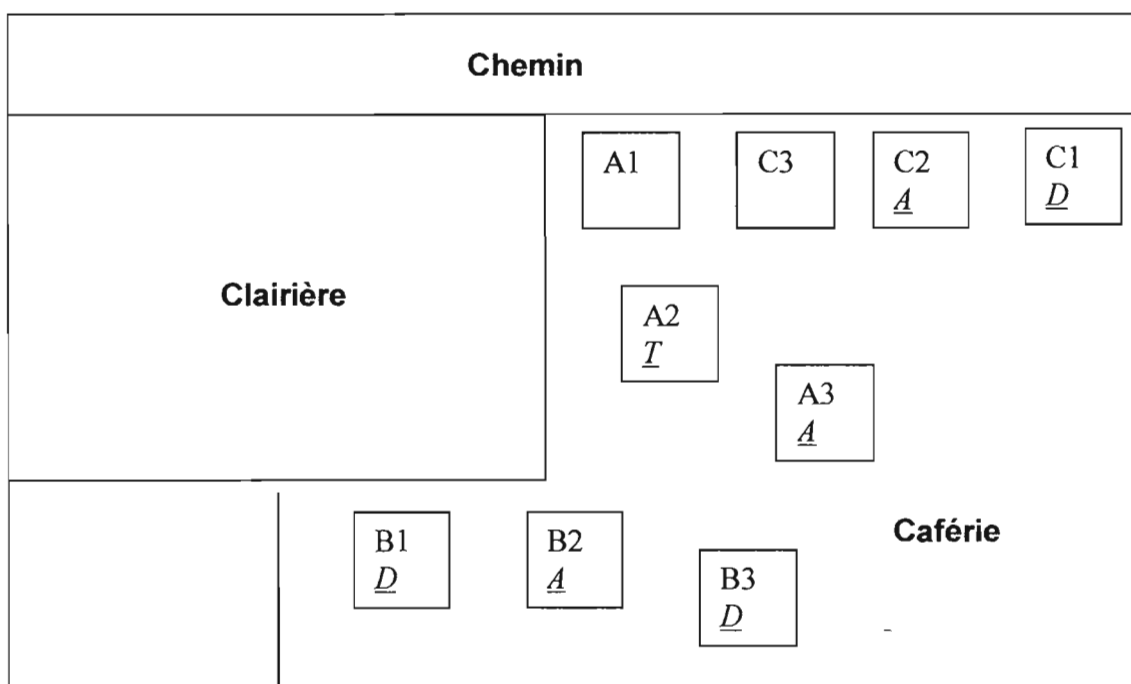 Chemin
A1
C3
C2
A
C1
D
Clairière
A2
T
A3
A
Caférie
B1
D
B2
A
B3
D